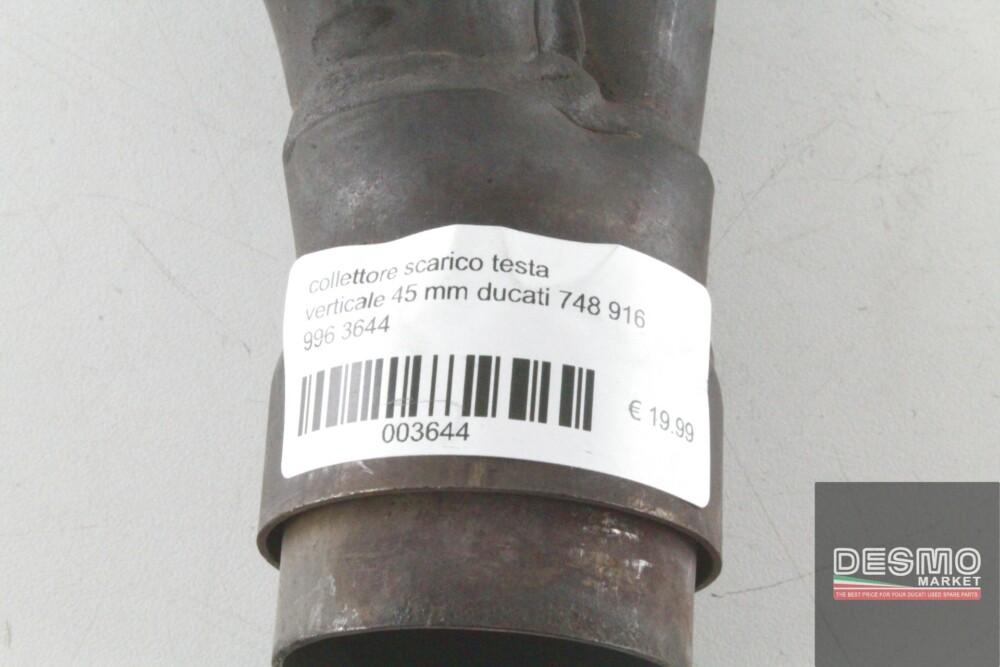 collettore scarico testa
verticale 45 mm ducati 748 916
996 3644
003644
€ 19.99
DESMO
MARKET
THE BEST PRICE FOR YOUR DUCATI USED SPARE PARTS